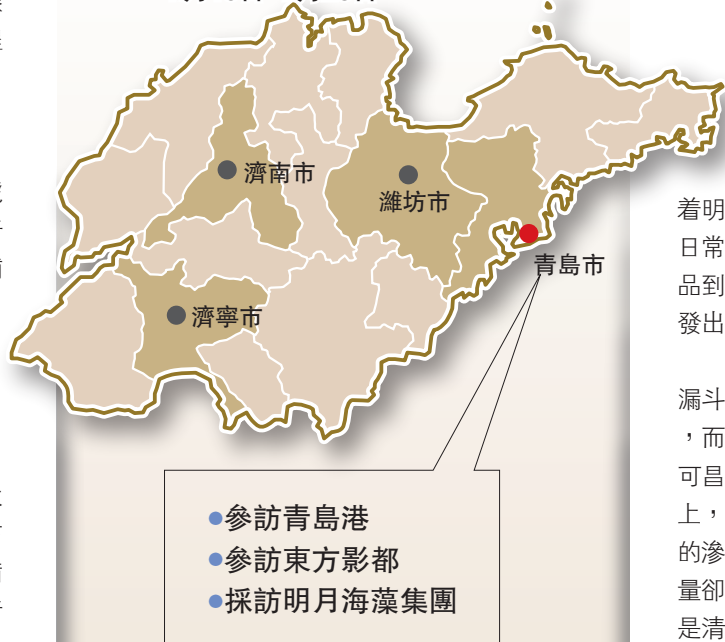 濟南市
濰坊市
青島市
濟寧市
●參訪青島港
●參訪東方影都
●採訪明月海藻集團
着明
日常
品到
發出
漏斗
，而
可昌
上，
的滲
量卻
是清